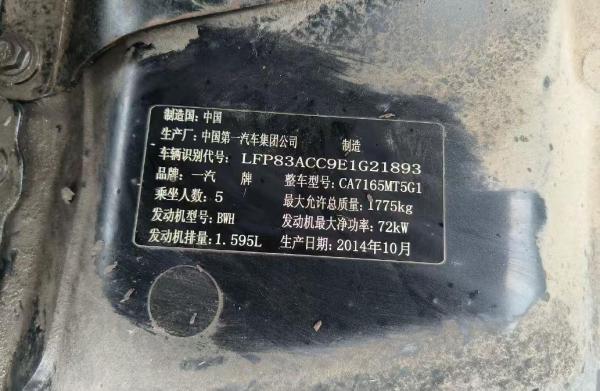 制造国：中国
生产厂：中国第一汽车集团公司 制造
车辆识别代号：LFP83ACC9E1G21893
品牌：一汽 牌 整车型号：CA7165MT5G1
乘坐人数：5 最大允许总质量：1775kg
发动机型号：BWH 发动机最大净功率：72kW
发动机排量：1.595L 生产日期：2014年10月